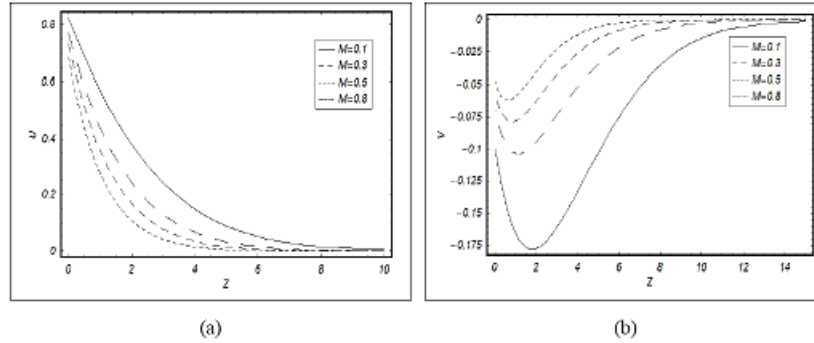 0.8
0.6
0.4
0.2
0
u
M=0.1
M=0.3
M=0.5
M=0.8
0 2 4 6 8 10
z
(a)
0
-0.025
-0.05
-0.075
-0.1
-0.125
-0.15
-0.175
v
M=0.1
M=0.3
M=0.5
M=0.8
0 2 4 6 8 10 12 14
z
(b)